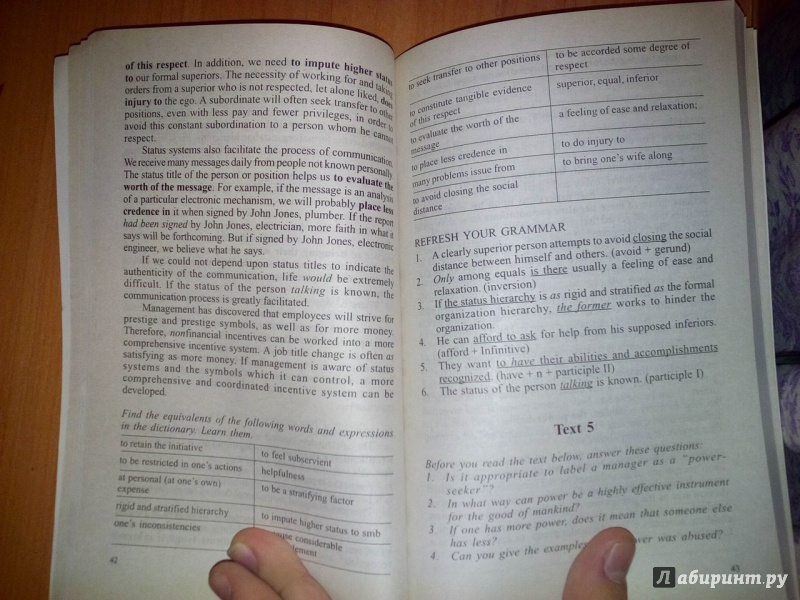 of this respect. In addition, we need to impute higher status
to our formal superiors. The necessity of working for and taking
orders from a superior who is not respected, let alone liked, does
injury to the ego. A subordinate will often seek transfer to other
positions, even with less pay and fewer privileges, in order to
avoid this constant subordination to a person whom he cannot
respect.
Status systems also facilitate the process of communication.
We receive many messages daily from people not known personally.
The status title of the person or position helps us to evaluate the
worth of the message. For example, if the message is an analysis
of a particular electronic mechanism, we will probably place less
credence in it when signed by John Jones, plumber. If the report
had been signed by John Jones, electrician, more faith in what it
says will be forthcoming. But if signed by John Jones, electronic
engineer, we believe what he says.
If we could not depend upon status titles to indicate the
authenticity of the communication, life would be extremely
difficult. If the status of the person talking is known, the
communication process is greatly facilitated.
Management has discovered that employees will strive for
prestige and prestige symbols, as well as for more money.
Therefore, nonfinancial incentives can be worked into a more
comprehensive incentive system. A job title change is often as
satisfying as more money. If management is aware of status
systems and the symbols which it can control, a more
comprehensive and coordinated incentive system can be
developed.
Find the equivalents of the following words and expressions
in the dictionary. Learn them.
to retain the initiative
to feel subservient
to be restricted in one's actions
helpfulness
at personal (at one's own)
expense
to be a stratifying factor
rigid and stratified hierarchy
to impute higher status to smb
one's inconsistencies
considerable
42
to seek transfer to other positions
to be accorded some degree of
respect
to constitute tangible evidence
of this respect
superior, equal, inferior
to evaluate the worth of the
message
a feeling of ease and relaxation;
to place less credence in
to do injury to
many problems issue from
to bring one's wife along
to avoid closing the social
distance
REFRESH YOUR GRAMMAR
1. A clearly superior person attempts to avoid closing the social
distance between himself and others. (avoid + gerund)
2. Only among equals is there usually a feeling of ease and
relaxation. (inversion)
3. If the status hierarchy is as rigid and stratified as the formal
organization hierarchy, the former works to hinder the
organization.
4. He can afford to ask for help from his supposed inferiors.
(afford + Infinitive)
5. They want to have their abilities and accomplishments
recognized. (have + n + participle II)
6. The status of the person talking is known. (participle I)
Text 5
Before you read the text below, answer these questions:
1. Is it appropriate to label a manager as a "power-
seeker"?
2. In what way can power be a highly effective instrument
for the good of mankind?
3. If one has more power, does it mean that someone else
has less?
4. Can you give the examples was abused?
43
Лабиринт.ру